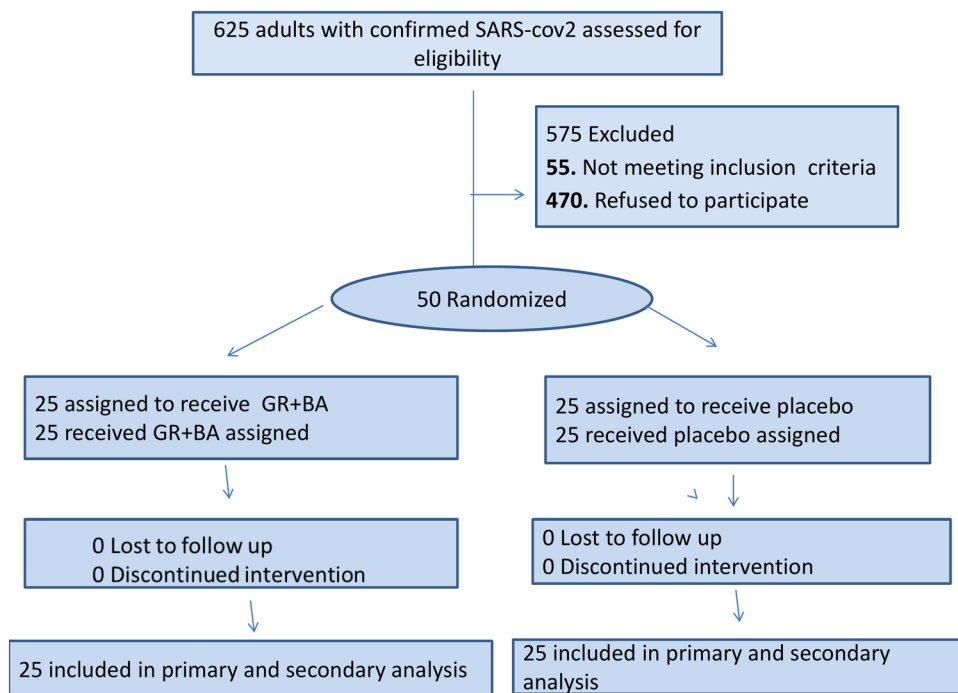 625 adults with confirmed SARS-cov2 assessed for
eligibility
575 Excluded
55. Not meeting inclusion criteria
470. Refused to participate
50 Randomized
25 assigned to receive GR+BA
25 received GR+BA assigned
25 assigned to receive placebo
25 received placebo assigned
0 Lost to follow up
0 Discontinued intervention
0 Lost to follow up
0 Discontinued intervention
25 included in primary and secondary analysis
25 included in primary and secondary
analysis